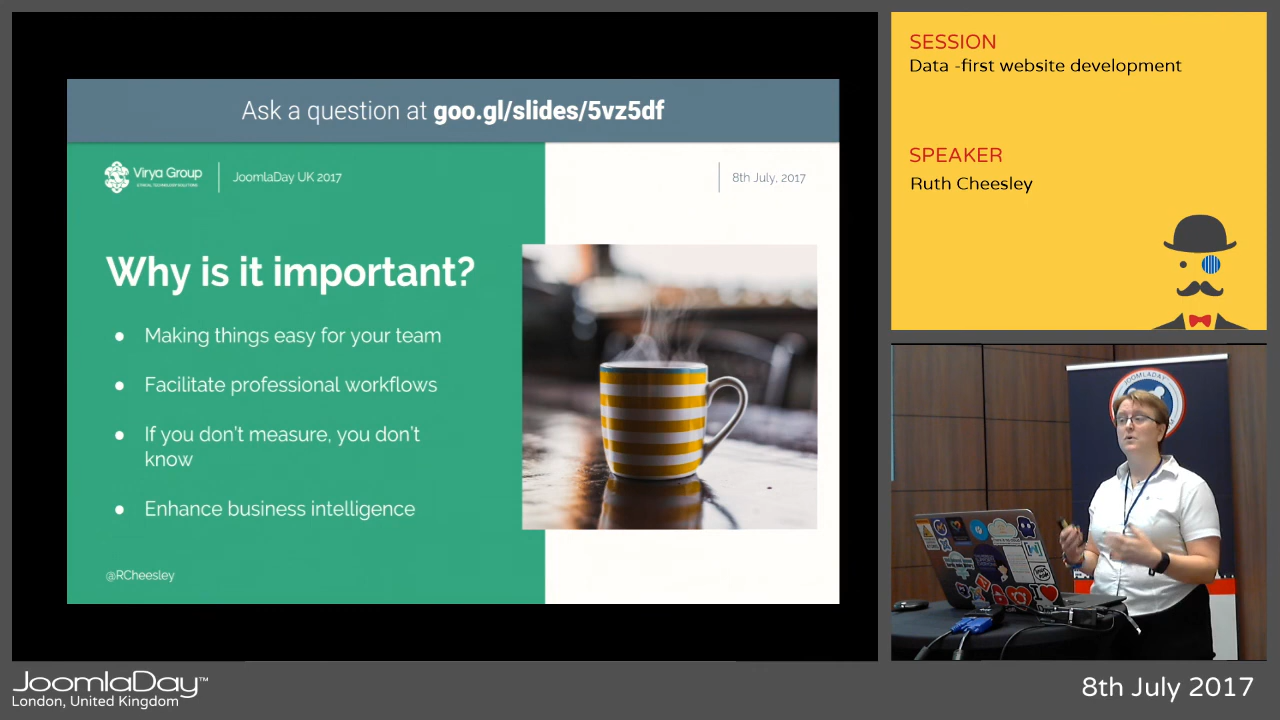 Ask a question at goo.gl/slides/5vz5df
Virya Group
JoomlaDay UK 2017
8th July, 2017
Why is it important?
● Making things easy for your team
● Facilitate professional workflows
● If you don't measure, you don't
know
● Enhance business intelligence
@RCheesley
SESSION
Data -first website development
SPEAKER
Ruth Cheesley
JOOMLADAY
JoomlaDay™
London, United Kingdom
8th July 2017